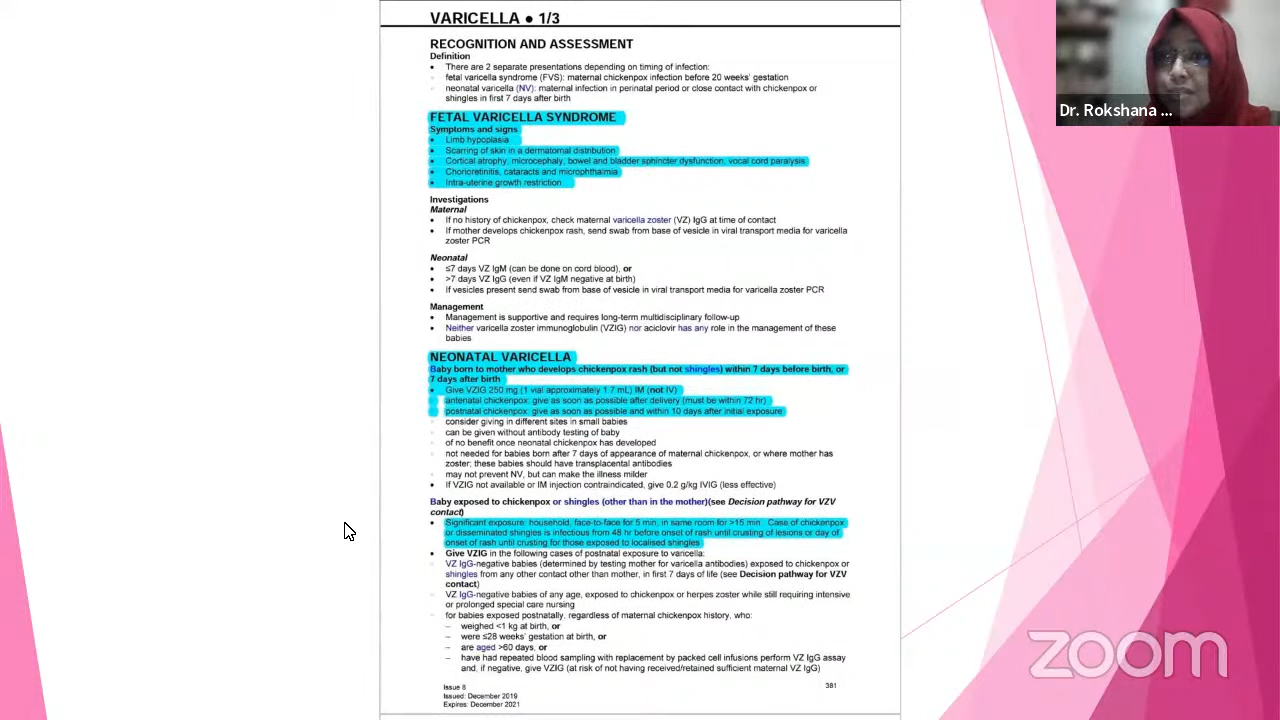 VARICELLA ● 1/3
RECOGNITION AND ASSESSMENT
Definition
• There are 2 separate presentations depending on timing of infection:
fetal varicella syndrome (FVS): maternal chickenpox infection before 20 weeks' gestation
neonatal varicella (NV): maternal infection in perinatal period or close contact with chickenpox or
shingles in first 7 days after birth
FETAL VARICELLA SYNDROME
Symptoms and signs
• Limb hypoplasia
• Scarring of skin in a dermatomal distribution
• Cortical atrophy, microcephaly, bowel and bladder sphincter dysfunction, vocal cord paralysis
• Chorioretinitis, cataracts and microphthalmia
• Intra-uterine growth restriction
Investigations
Maternal
• If no history of chickenpox, check maternal varicella zoster (VZ) IgG at time of contact
• If mother develops chickenpox rash, send swab from base of vesicle in viral transport media for varicella
zoster PCR
Neonatal
• ≤7 days VZ IgM (can be done on cord blood), or
• >7 days VZ IgG (even if VZ IgM negative at birth)
• If vesicles present send swab from base of vesicle in viral transport media for varicella zoster PCR
Management
• Management is supportive and requires long-term multidisciplinary follow-up
• Neither varicella zoster immunoglobulin (VZIG) nor aciclovir has any role in the management of these
babies
NEONATAL VARICELLA
Baby born to mother who develops chickenpox rash (but not shingles) within 7 days before birth, or
7 days after birth
• Give VZIG 250 mg (1 vial approximately 1.7 mL) IM (not IV)
antenatal chickenpox: give as soon as possible after delivery (must be within 72 hr)
postnatal chickenpox: give as soon as possible and within 10 days after initial exposure
consider giving in different sites in small babies
can be given without antibody testing of baby
of no benefit once neonatal chickenpox has developed
not needed for babies born after 7 days of appearance of maternal chickenpox, or where mother has
zoster; these babies should have transplacental antibodies
may not prevent NV, but can make the illness milder
• If VZIG not available or IM injection contraindicated, give 0.2 g/kg IVIG (less effective)
Baby exposed to chickenpox or shingles (other than in the mother)(see Decision pathway for VZV
contact)
• Significant exposure: household, face-to-face for 5 min, in same room for >15 min. Case of chickenpox
or disseminated shingles is infectious from 48 hr before onset of rash until crusting of lesions or day of
onset of rash until crusting for those exposed to localised shingles
• Give VZIG in the following cases of postnatal exposure to varicella:
VZ IgG-negative babies (determined by testing mother for varicella antibodies) exposed to chickenpox or
shingles from any other contact other than mother, in first 7 days of life (see Decision pathway for VZV
contact)
VZ IgG-negative babies of any age, exposed to chickenpox or herpes zoster while still requiring intensive
or prolonged special care nursing
for babies exposed postnatally, regardless of maternal chickenpox history, who:
– weighed <1 kg at birth, or
– were ≤28 weeks' gestation at birth, or
– are aged >60 days, or
– have had repeated blood sampling with replacement by packed cell infusions perform VZ IgG assay
and, if negative, give VZIG (at risk of not having received/retained sufficient maternal VZ IgG)
Issue 8
Issued: December 2019
Expires: December 2021
381
Dr. Rokshana ...
zoom